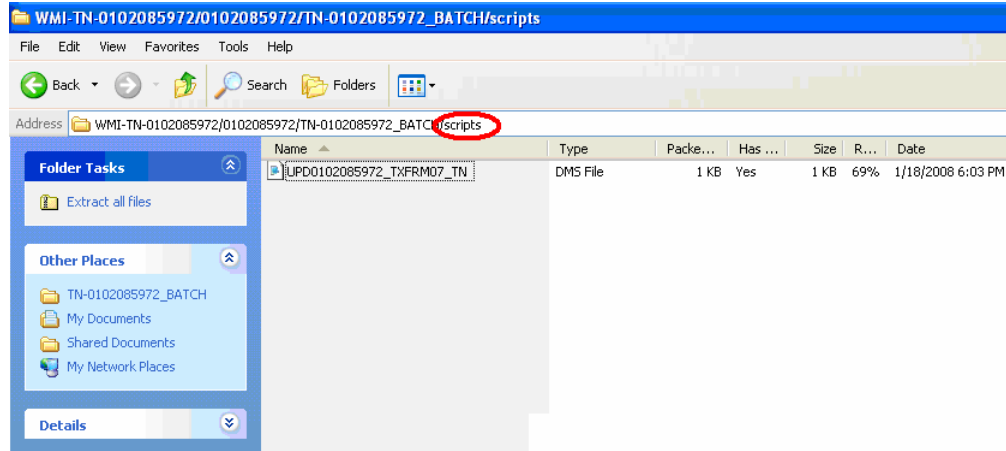 WMI-TN-0102085972/0102085972/TN-0102085972_BATCH/scripts
File Edit View Favorites Tools Help
Back Search Folders
Address WMI-TN-0102085972/0102085972/TN-0102085972_BATCH/scripts
Name Type Packe... Has ... Size R... Date
Folder Tasks
UPD0102085972_TXFRM07_TN DMS File 1 KB Yes 1 KB 69% 1/18/2008 6:03 PM
Extract all files
Other Places
TN-0102085972_BATCH
My Documents
Shared Documents
My Network Places
Details